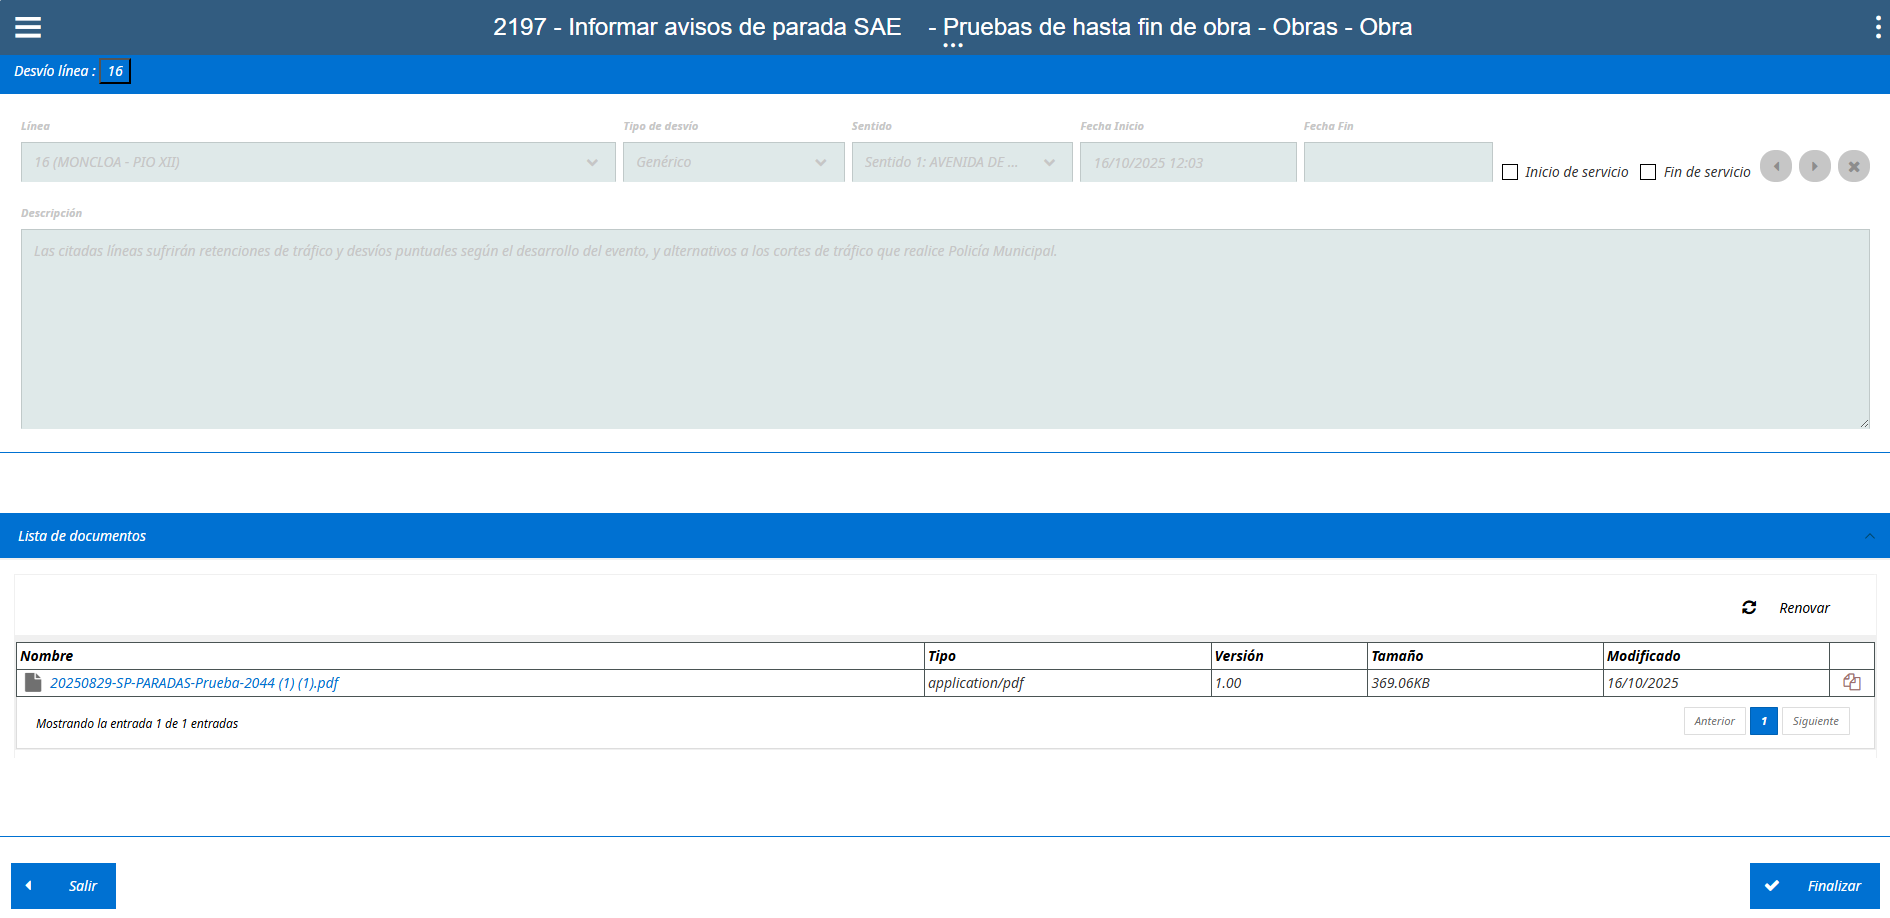 2197 - Informar avisos de parada SAE - Pruebas de hasta fin de obra - Obras - Obra
Desvío línea : 16
Línea Tipo de desvío Sentido Fecha Inicio Fecha Fin
16 (MONCLOA - PIO XII) Genérico Sentido 1: AVENIDA DE ... 16/10/2025 12:03
Inicio de servicio Fin de servicio
Descripción
Las citadas líneas sufrirán retenciones de tráfico y desvíos puntuales según el desarrollo del evento, y alternativos a los cortes de tráfico que realice Policía Municipal.
Lista de documentos
Renovar
Nombre Tipo Versión Tamaño Modificado
20250829-SP-PARADAS-Prueba-2044 (1) (1).pdf application/pdf 1.00 369.06KB 16/10/2025
Mostrando la entrada 1 de 1 entradas
Anterior 1 Siguiente
Salir Finalizar